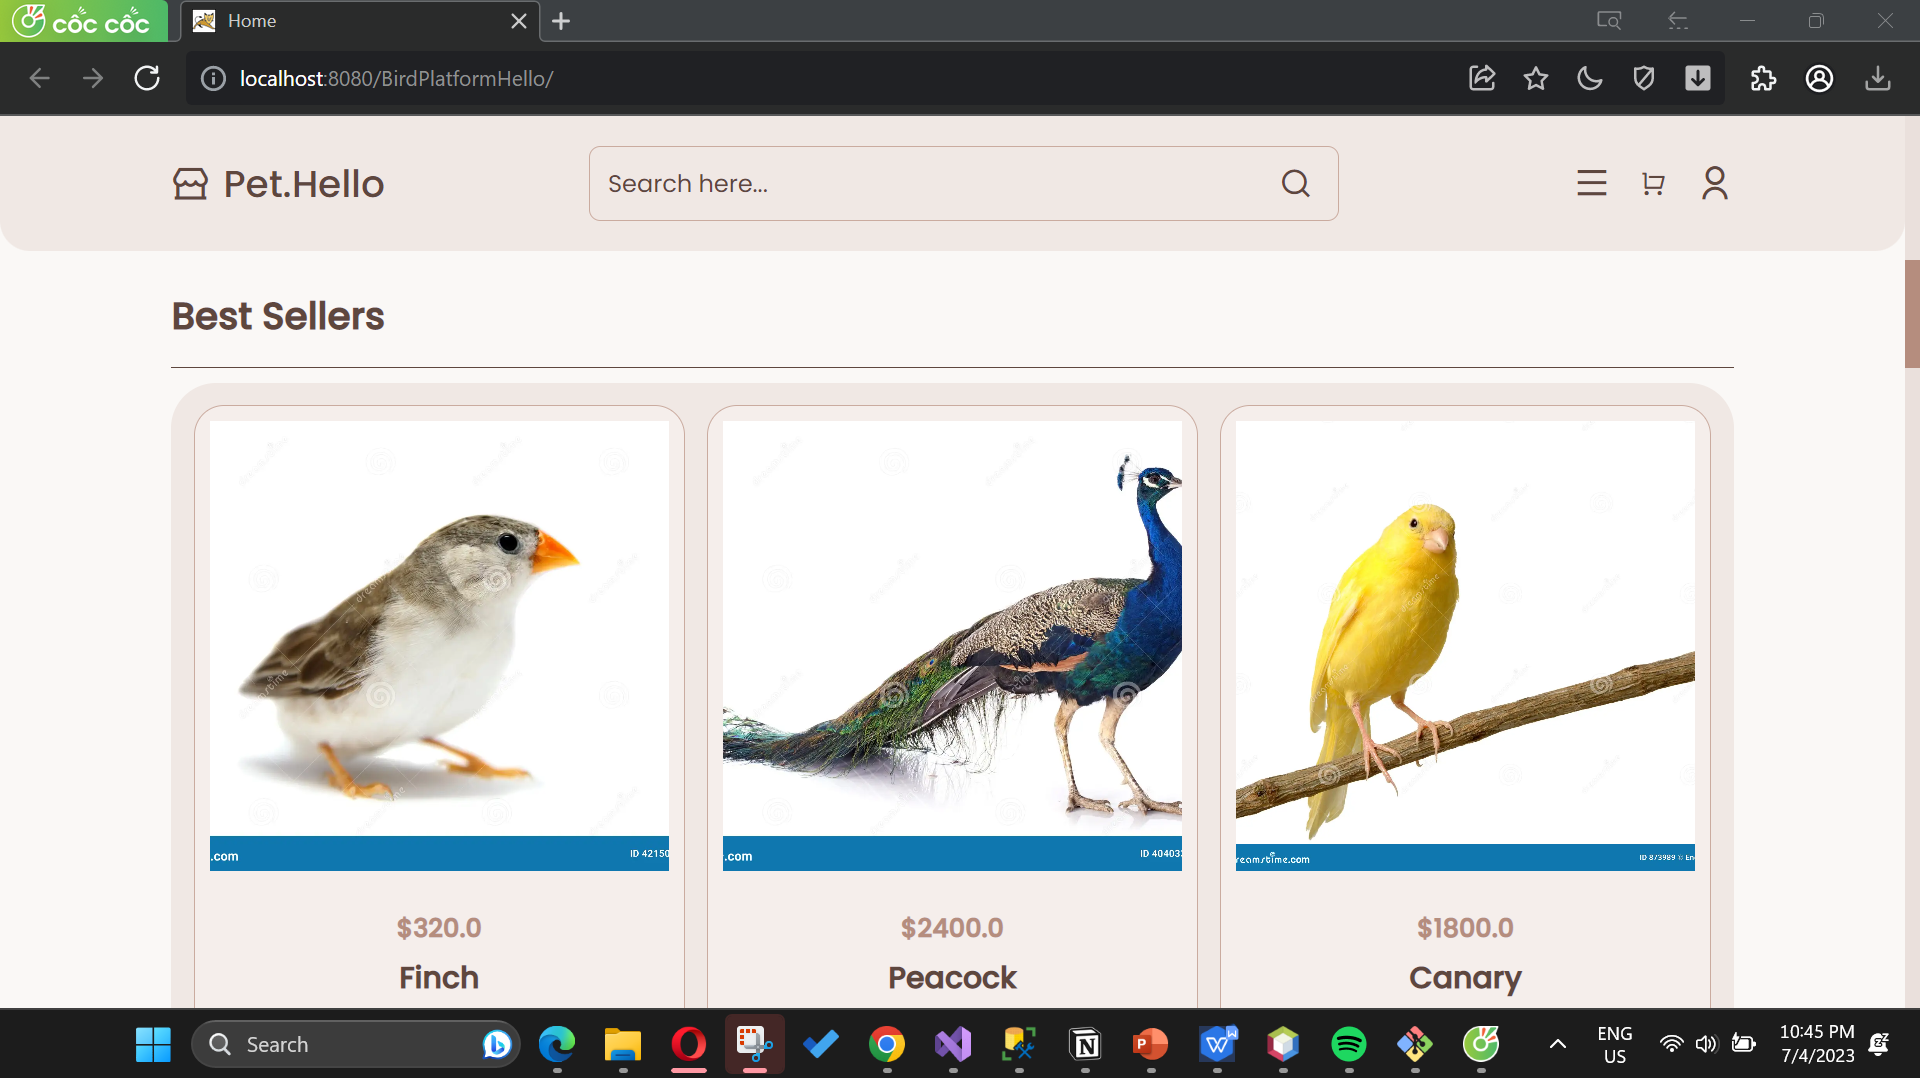 cốc cốc
Home
localhost:8080/BirdPlatformHello/
Pet.Hello
Search here...
Best Sellers
.com
ID 42150
.com
ID 40403
reamstime.com
ID 873989
$320.0
$2400.0
$1800.0
Finch
Peacock
Canary
Search
ENG
US
10:45 PM
7/4/2023